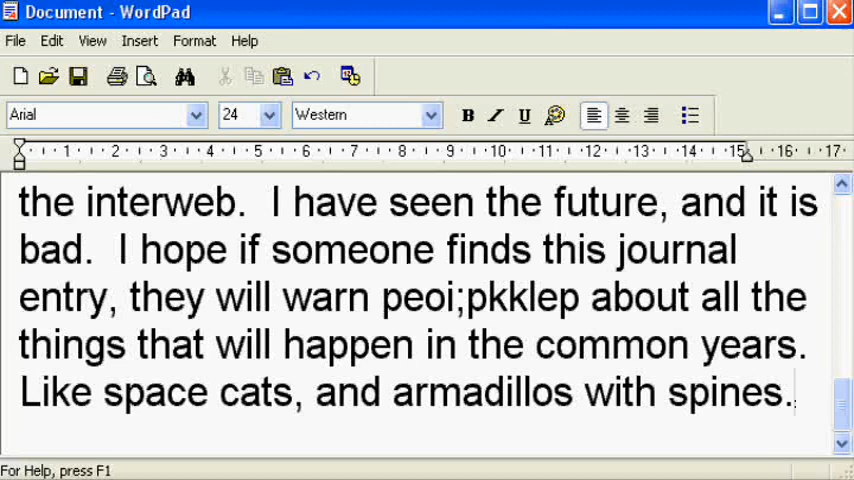 Document - WordPad
File Edit View Insert Format Help
Arial 24 Western B I U
1 2 3 4 5 6 7 8 9 10 11 12 13 14 15 16 17
the interweb.  I have seen the future, and it is
bad.  I hope if someone finds this journal
entry, they will warn peoi;pkklep about all the
things that will happen in the common years.
Like space cats, and armadillos with spines.
For Help, press F1